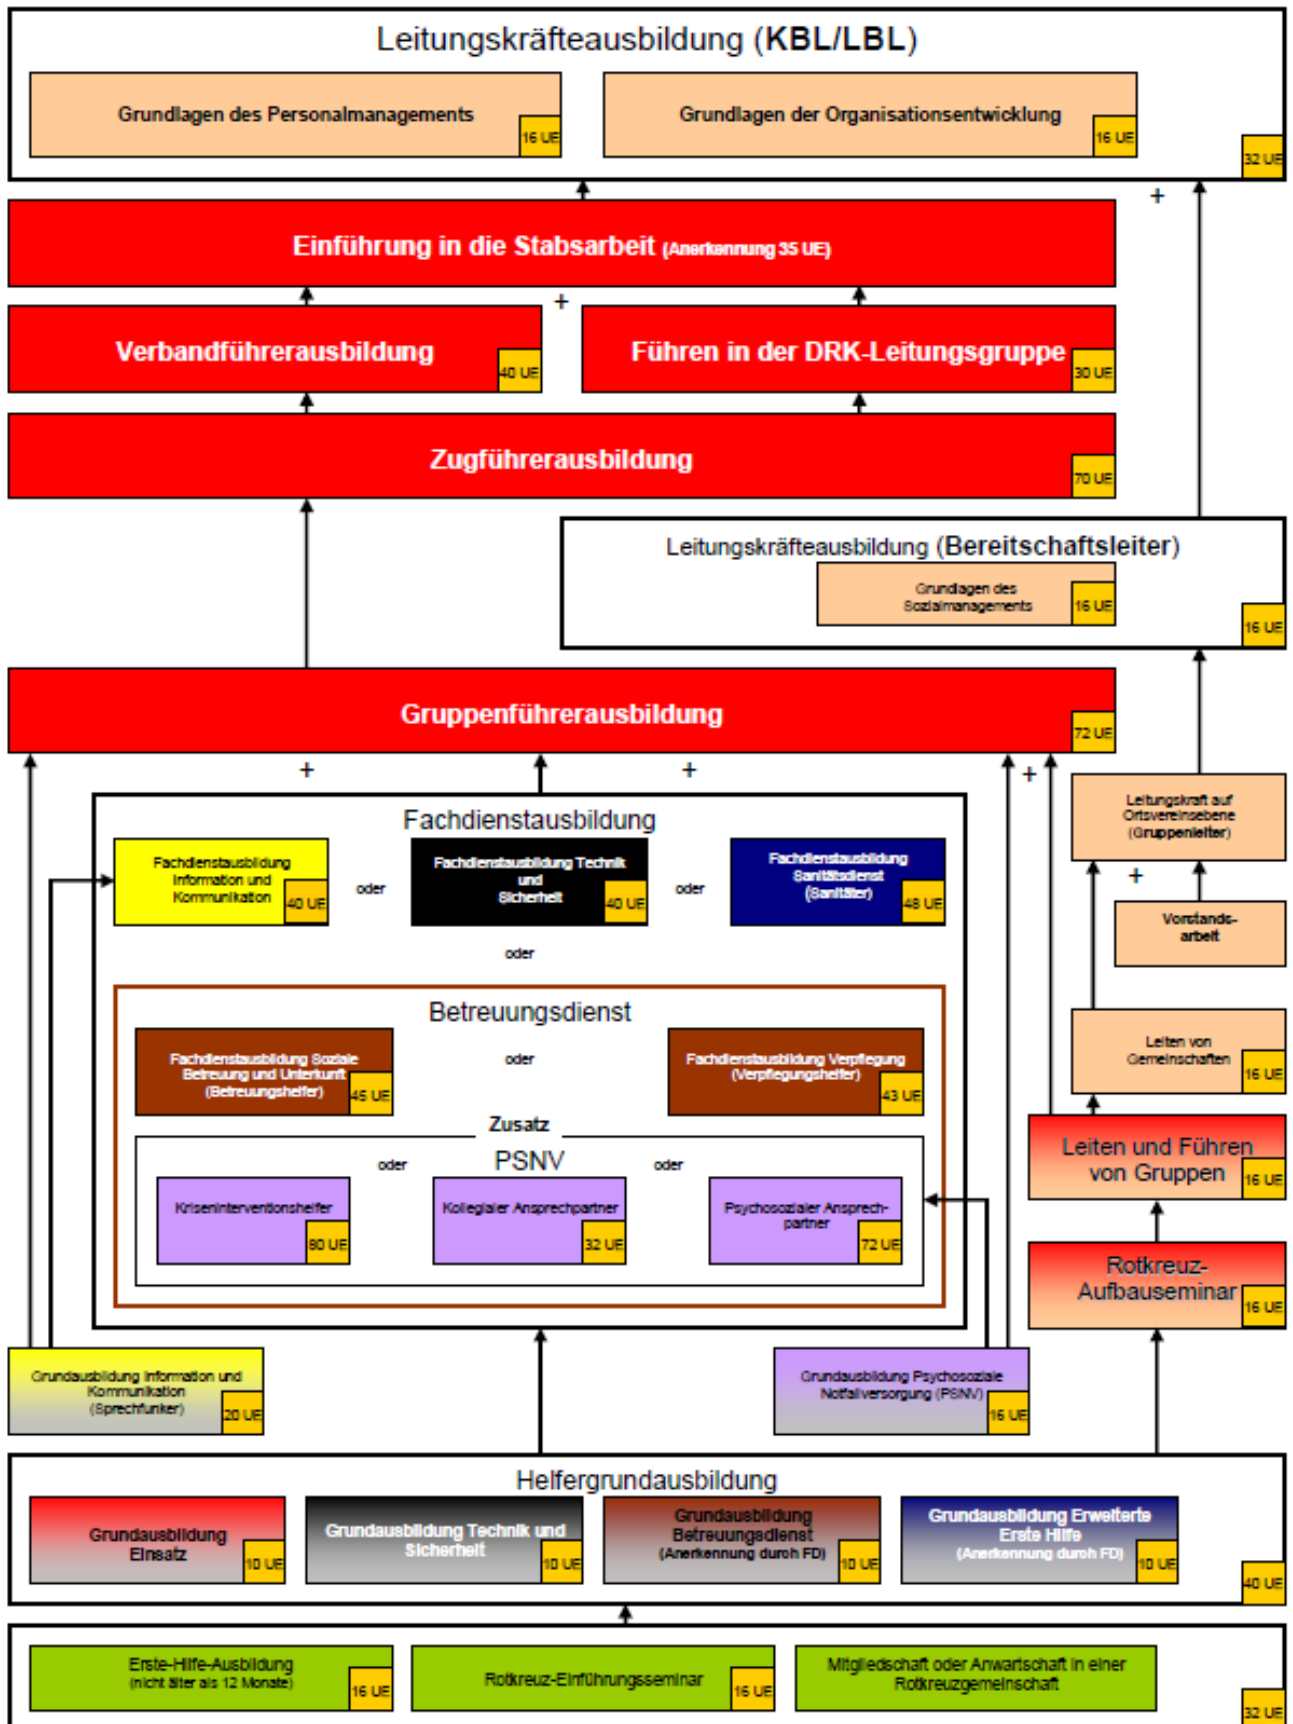 Leitungskräfteausbildung (KBL/LBL)
Grundlagen des Personalmanagements
16 UE
Grundlagen der Organisationsentwicklung
16 UE
32 UE
+
Einführung in die Stabsarbeit (Anerkennung 35 UE)
+
Verbandführerausbildung
40 UE
Führen in der DRK-Leitungsgruppe
30 UE
Zugführerausbildung
70 UE
Leitungskräfteausbildung (Bereitschaftsleiter)
Grundlagen des
Sozialmanagements
16 UE
16 UE
Gruppenführerausbildung
72 UE
+
+
+
Leitungskraft auf
Ortsvereinsebene
(Gruppenleiter)
+
Vorstands-
arbeit
Leiten von
Gemeinschaften
16 UE
Leiten und Führen
von Gruppen
16 UE
Rotkreuz-
Aufbauseminar
16 UE
Fachdienstausbildung
Fachdienstausbildung
Information und
Kommunikation
40 UE
oder
Fachdienstausbildung Technik
und
Sicherheit
40 UE
oder
Fachdienstausbildung
Sanitätsdienst
(Sanitäter)
48 UE
oder
Betreuungsdienst
Fachdienstausbildung Soziale
Betreuung und Unterkunft
(Betreuungshelfer)
45 UE
oder
Fachdienstausbildung Verpflegung
(Verpflegungshelfer)
43 UE
Zusatz
PSNV
oder
oder
Kriseninterventionshelfer
80 UE
Kollegialer Ansprechpartner
32 UE
Psychosozialer Ansprech-
partner
72 UE
Grundausbildung Information und
Kommunikation
(Sprechfunker)
20 UE
Grundausbildung Psychosoziale
Notfallversorgung (PSNV)
16 UE
Helfergrundausbildung
Grundausbildung
Einsatz
10 UE
Grundausbildung Technik und
Sicherheit
10 UE
Grundausbildung
Betreuungsdienst
(Anerkennung durch FD)
10 UE
Grundausbildung Erweiterte
Erste Hilfe
(Anerkennung durch FD)
10 UE
40 UE
Erste-Hilfe-Ausbildung
(nicht älter als 12 Monate)
16 UE
Rotkreuz-Einführungsseminar
16 UE
Mitgliedschaft oder Anwartschaft in einer
Rotkreuzgemeinschaft
32 UE